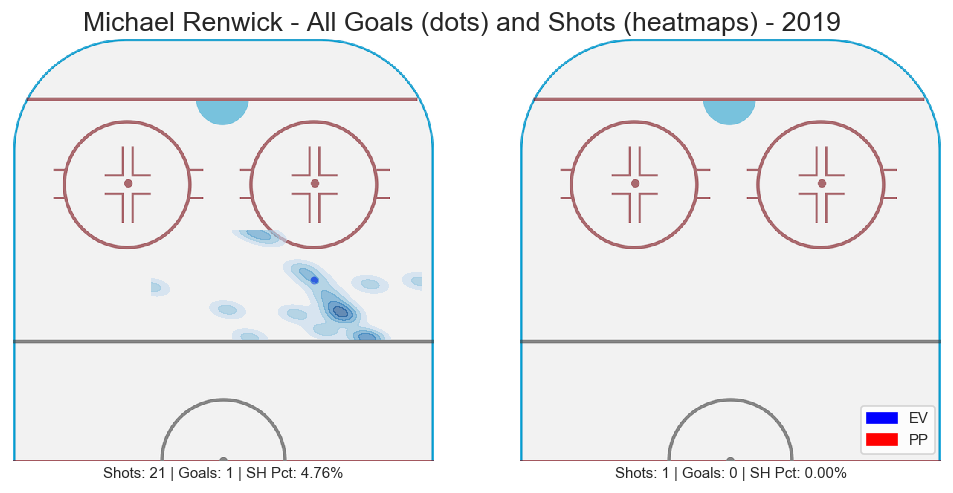 Michael Renwick - All Goals (dots) and Shots (heatmaps) - 2019
EV
PP
Shots: 21 | Goals: 1 | SH Pct: 4.76%
Shots: 1 | Goals: 0 | SH Pct: 0.00%